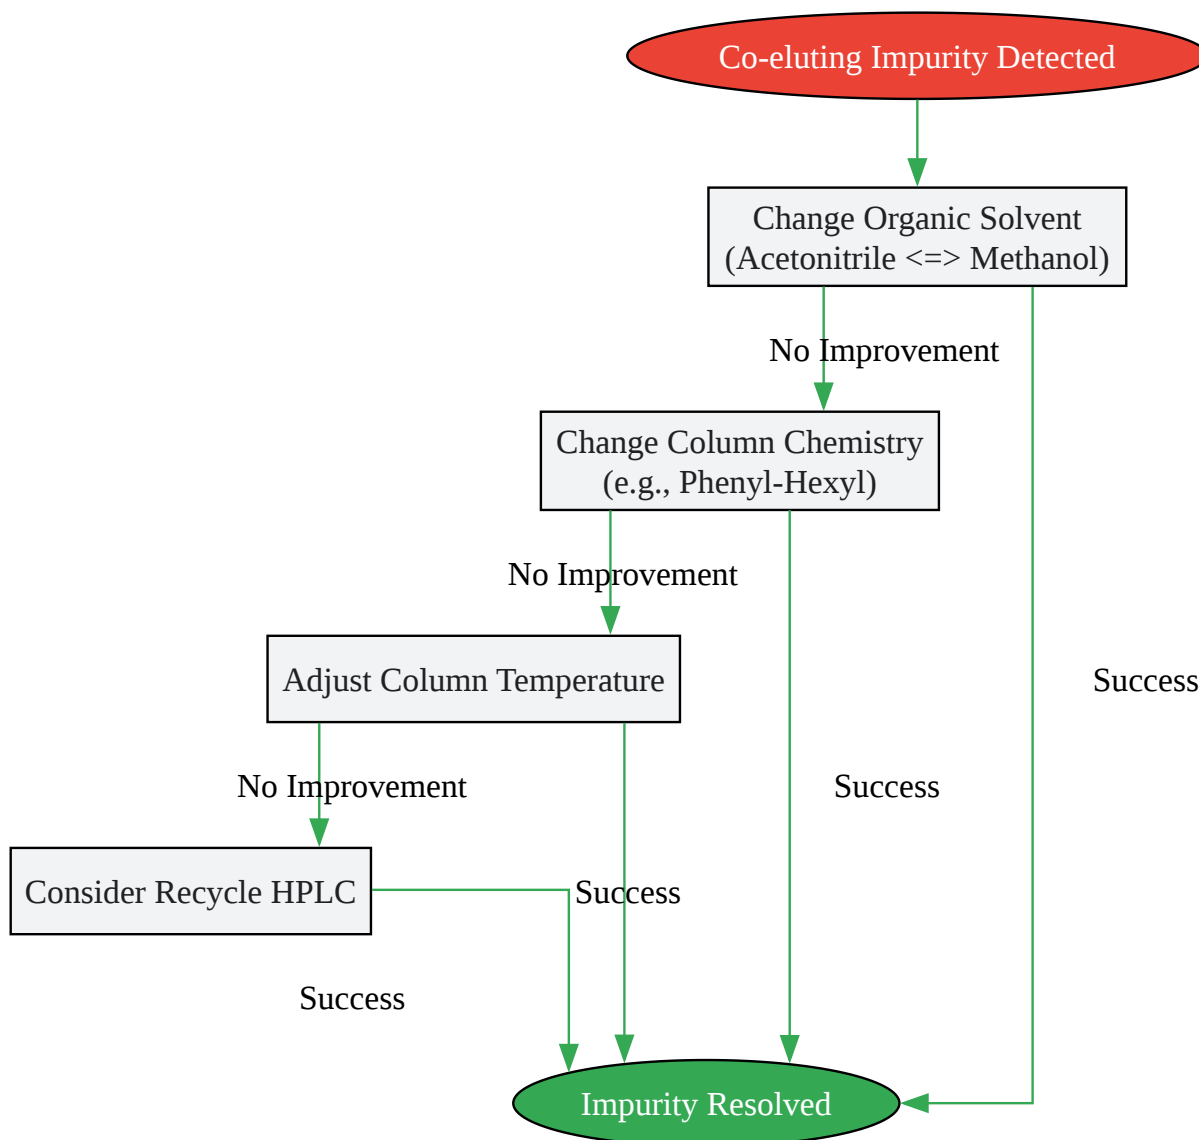 Co-eluting Impurity Detected
Change Organic Solvent
(Acetonitrile <=> Methanol)
No Improvement
Change Column Chemistry
(e.g., Phenyl-Hexyl)
No Improvement
Adjust Column Temperature
Success
No Improvement
Success
Consider Recycle HPLC
Success
Success
Impurity Resolved